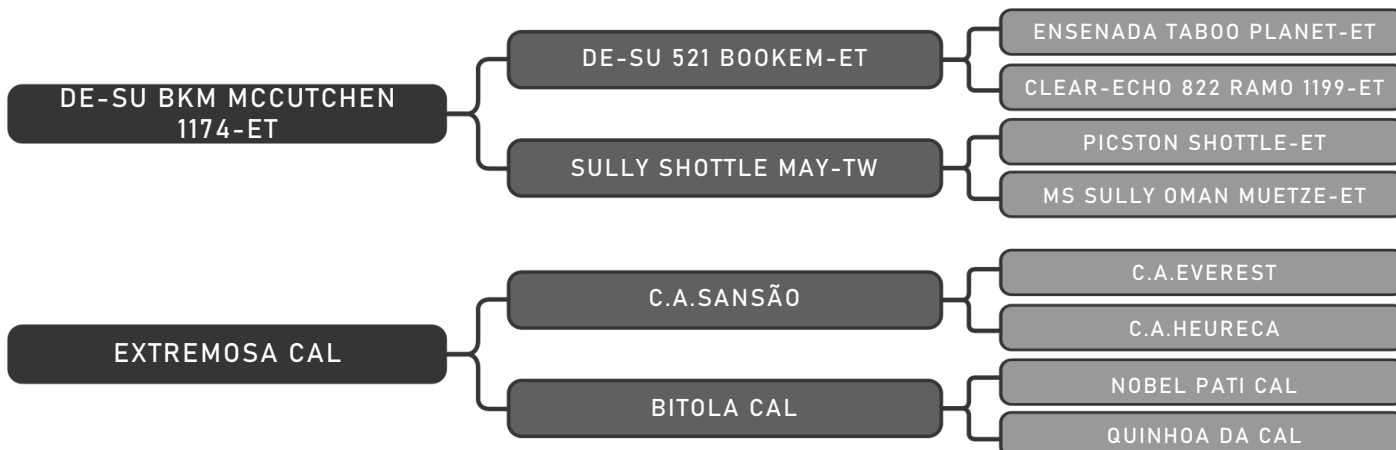 DE-SU BKM MCCUTCHEN
1174-ET
DE-SU 521 BOOKEM-ET
ENSENADA TABOO PLANET-ET
CLEAR-ECHO 822 RAMO 1199-ET
SULLY SHOTTLE MAY-TW
PICSTON SHOTTLE-ET
MS SULLY OMAN MUETZE-ET
EXTREMOSA CAL
C.A.SANSÃO
C.A.EVEREST
C.A.HEURECA
BITOLA CAL
NOBEL PATI CAL
QUINHOA DA CAL